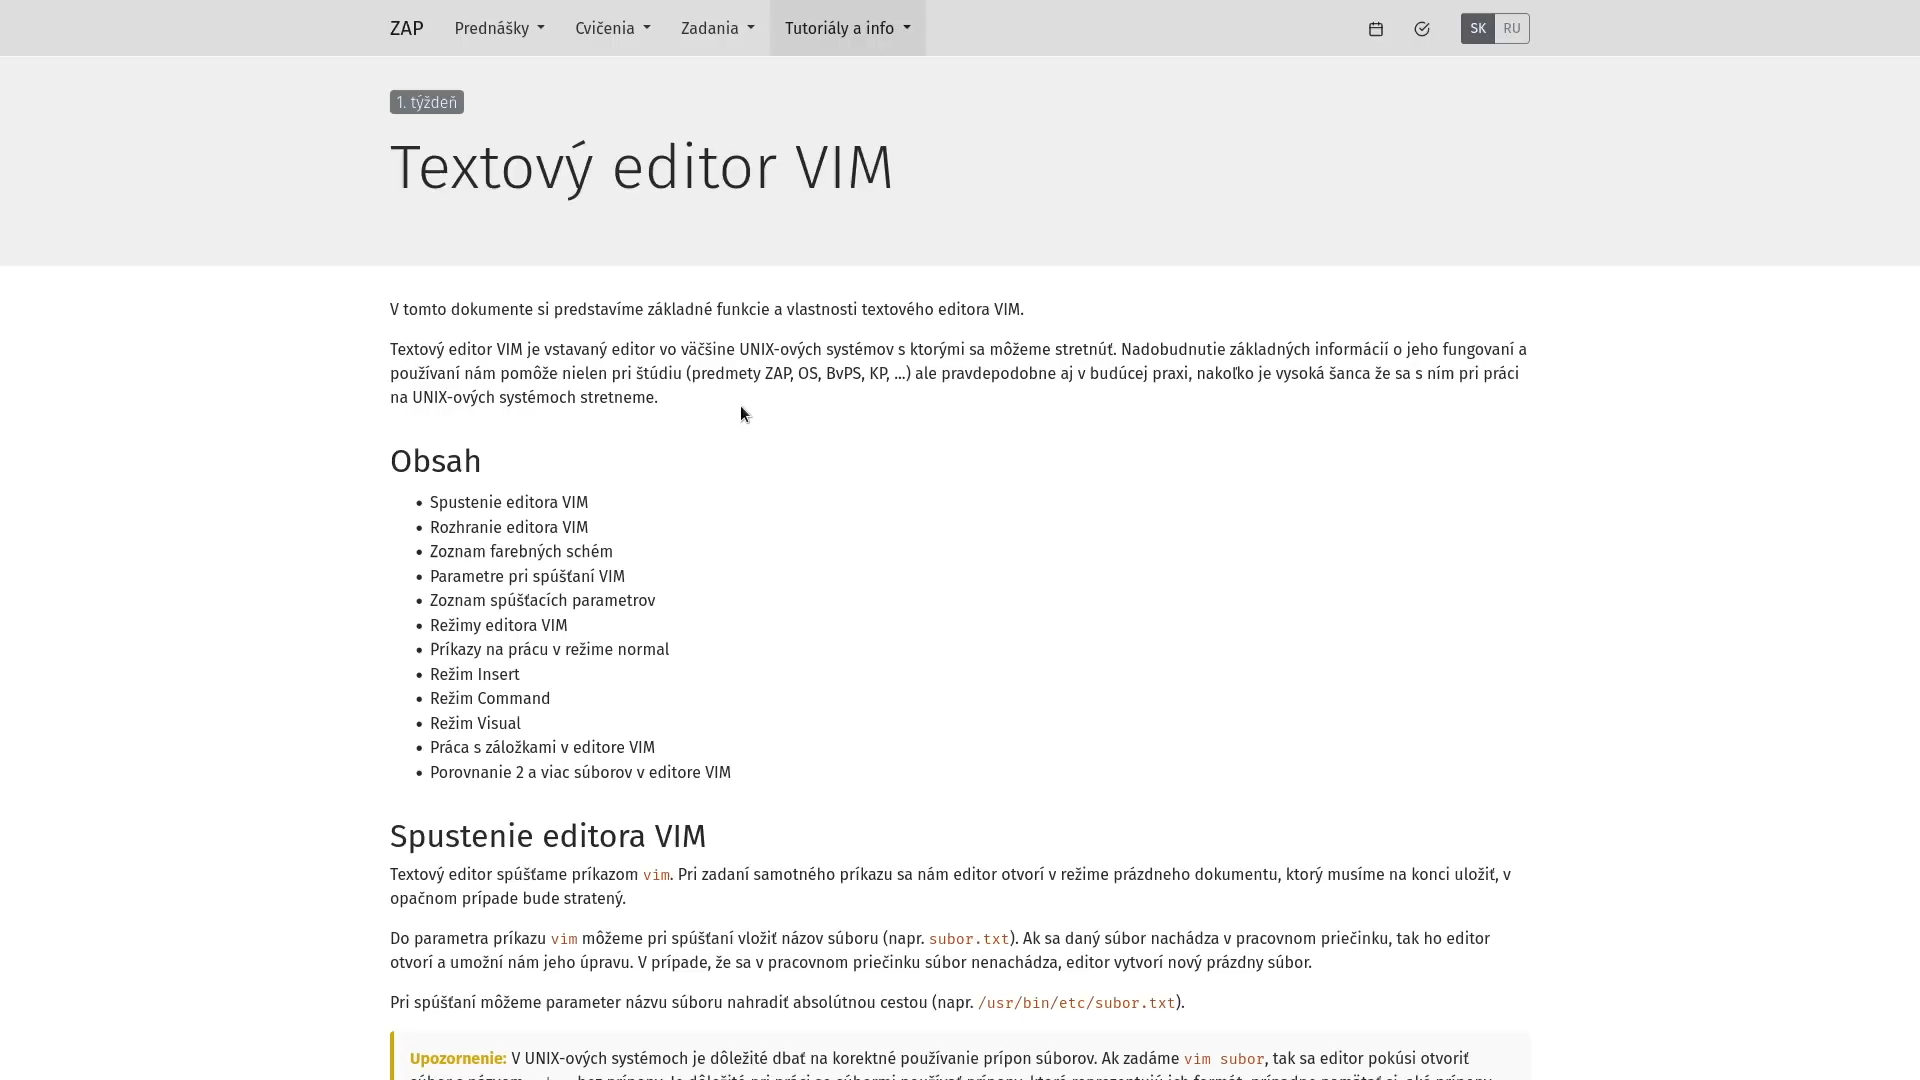 ZAP Prednášky Cvičenia Zadania Tutoriály a info SK RU
1. týždeň
Textový editor VIM
V tomto dokumente si predstavíme základné funkcie a vlastnosti textového editora VIM.
Textový editor VIM je vstavaný editor vo väčšine UNIX-ových systémov s ktorými sa môžeme stretnúť. Nadobudnutie základných informácií o jeho fungovaní a
používaní nám pomôže nielen pri štúdiu (predmety ZAP, OS, BvPS, KP, ...) ale pravdepodobne aj v budúcej praxi, nakoľko je vysoká šanca že sa s ním pri práci
na UNIX-ových systémoch stretneme.
Obsah
• Spustenie editora VIM
• Rozhranie editora VIM
• Zoznam farebných schém
• Parametre pri spúšťaní VIM
• Zoznam spúšťacích parametrov
• Režimy editora VIM
• Príkazy na prácu v režime normal
• Režim Insert
• Režim Command
• Režim Visual
• Práca s záložkami v editore VIM
• Porovnanie 2 a viac súborov v editore VIM
Spustenie editora VIM
Textový editor spúšťame príkazom vim. Pri zadaní samotného príkazu sa nám editor otvorí v režime prázdneho dokumentu, ktorý musíme na konci uložiť, v
opačnom prípade bude stratený.
Do parametra príkazu vim môžeme pri spúšťaní vložiť názov súboru (napr. subor.txt). Ak sa daný súbor nachádza v pracovnom priečinku, tak ho editor
otvorí a umožní nám jeho úpravu. V prípade, že sa v pracovnom priečinku súbor nenachádza, editor vytvorí nový prázdny súbor.
Pri spúšťaní môžeme parameter názvu súboru nahradiť absolútnou cestou (napr. /usr/bin/etc/subor.txt).
Upozornenie: V UNIX-ových systémoch je dôležité dbať na korektné používanie prípon súborov. Ak zadáme vim subor, tak sa editor pokúsi otvoriť